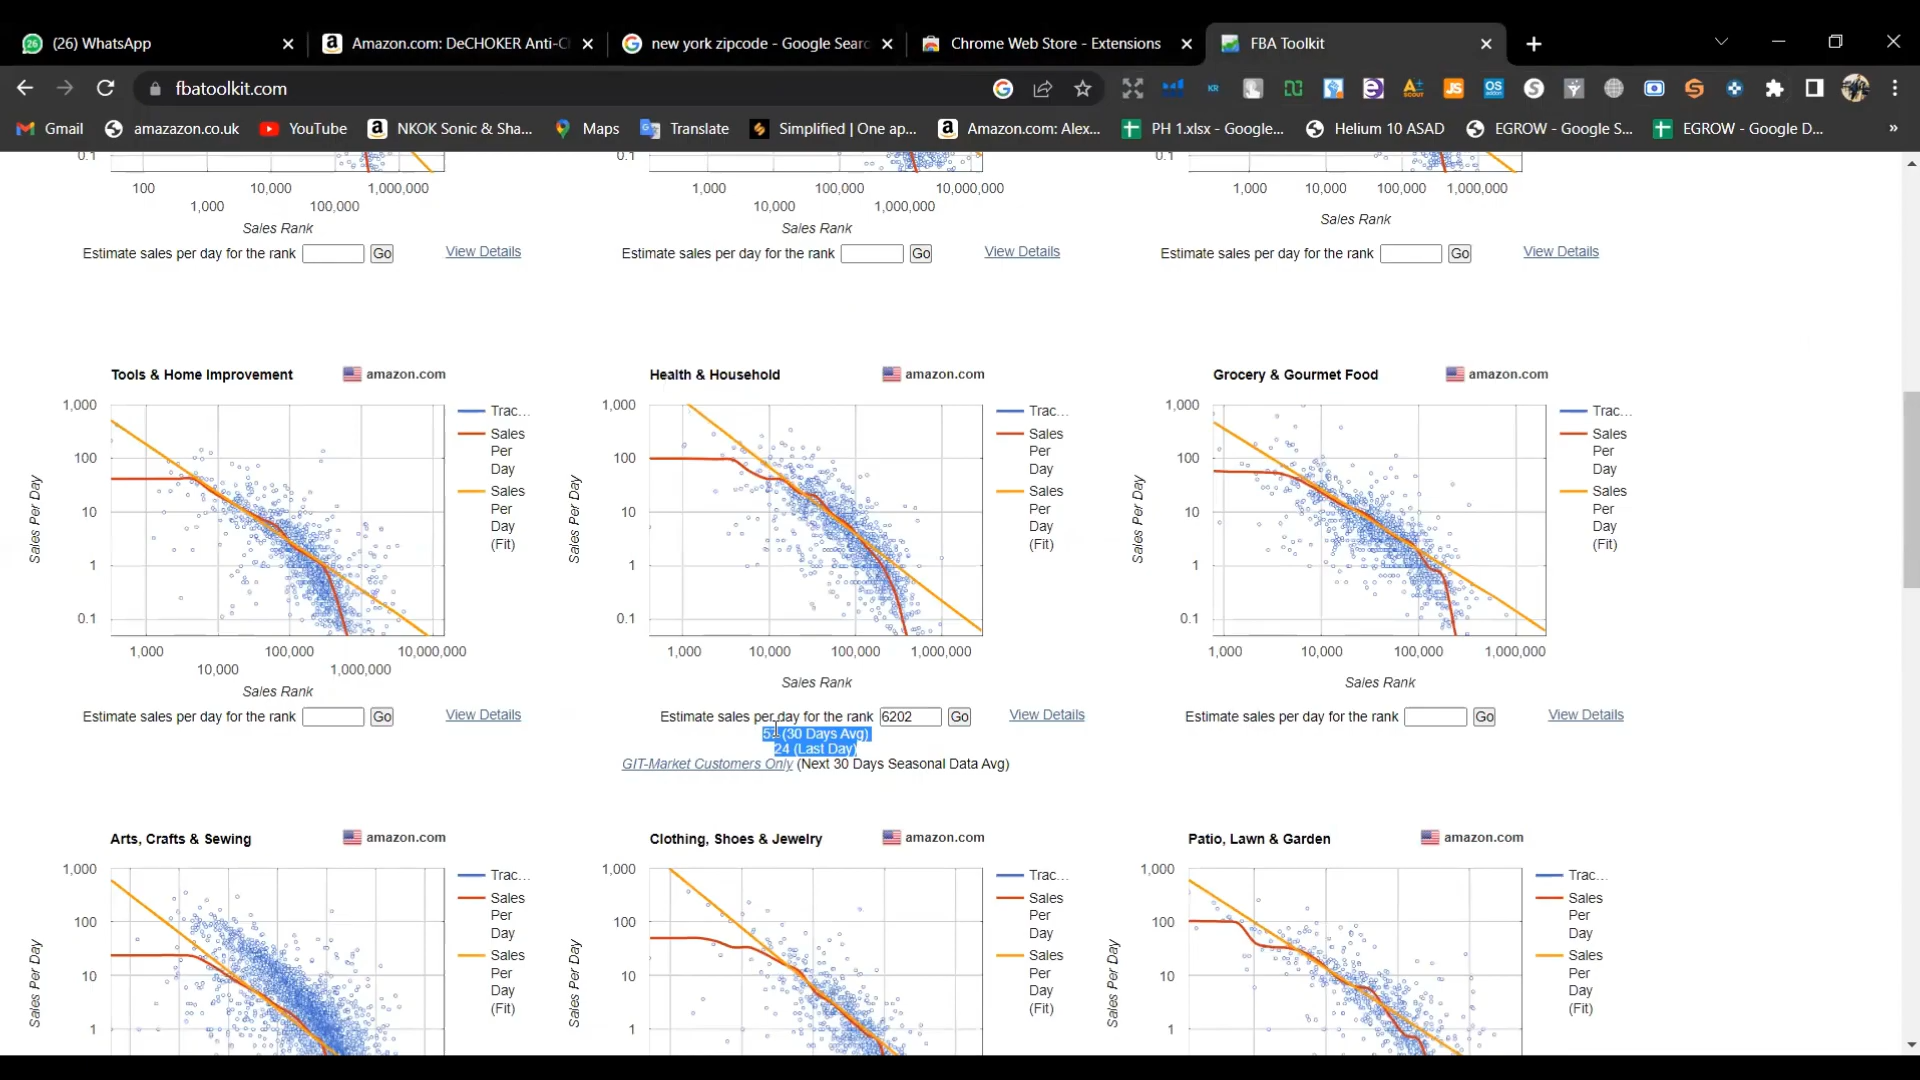 (26) WhatsApp
Amazon.com: DeCHOKER Anti-C
new york zipcode - Google Searc
Chrome Web Store - Extensions
FBA Toolkit
fbatoolkit.com
Gmail
amazazon.co.uk
YouTube
NKOK Sonic & Sha...
Maps
Translate
Simplified | One ap...
Amazon.com: Alex...
PH 1.xlsx - Google...
Helium 10 ASAD
EGROW - Google S...
EGROW - Google D...
»
0.1
0.1
0.1
100 10,000 1,000,000
1,000 100,000
1,000 100,000 10,000,000
10,000 1,000,000
1,000 10,000 100,000 1,000,000
Sales Rank
Sales Rank
Sales Rank
Estimate sales per day for the rank Go View Details
Estimate sales per day for the rank Go View Details
Estimate sales per day for the rank Go View Details
Tools & Home Improvement amazon.com
1,000
100
10
1
0.1
Sales Per Day
Trac...
Sales
Per
Day
Sales
Per
Day
(Fit)
1,000 100,000 10,000,000
10,000 1,000,000
Sales Rank
Estimate sales per day for the rank Go View Details
Health & Household amazon.com
1,000
100
10
1
0.1
Sales Per Day
Trac...
Sales
Per
Day
Sales
Per
Day
(Fit)
1,000 10,000 100,000 1,000,000
Sales Rank
Estimate sales per day for the rank 6202 Go View Details
(30 Days Avg)
24 (Last Day)
GIT-Market Customers Only (Next 30 Days Seasonal Data Avg)
Grocery & Gourmet Food amazon.com
1,000
100
10
1
0.1
Sales Per Day
Trac...
Sales
Per
Day
Sales
Per
Day
(Fit)
1,000 10,000 100,000 1,000,000
Sales Rank
Estimate sales per day for the rank Go View Details
Arts, Crafts & Sewing amazon.com
1,000
100
10
1
Sales Per Day
Trac...
Sales
Per
Day
Sales
Per
Day
(Fit)
Clothing, Shoes & Jewelry amazon.com
1,000
100
10
1
Sales Per Day
Trac...
Sales
Per
Day
Sales
Per
Day
(Fit)
Patio, Lawn & Garden amazon.com
1,000
100
10
1
Sales Per Day
Trac...
Sales
Per
Day
Sales
Per
Day
(Fit)